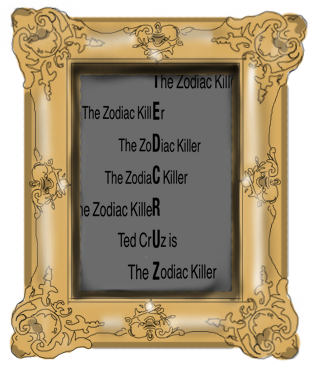 The Zodiac Kill
The Zodiac KillEr
The ZoDiac Killer
The ZodiaC Killer
he Zodiac KilleR
Ted CrUz is
The Zodiac Killer